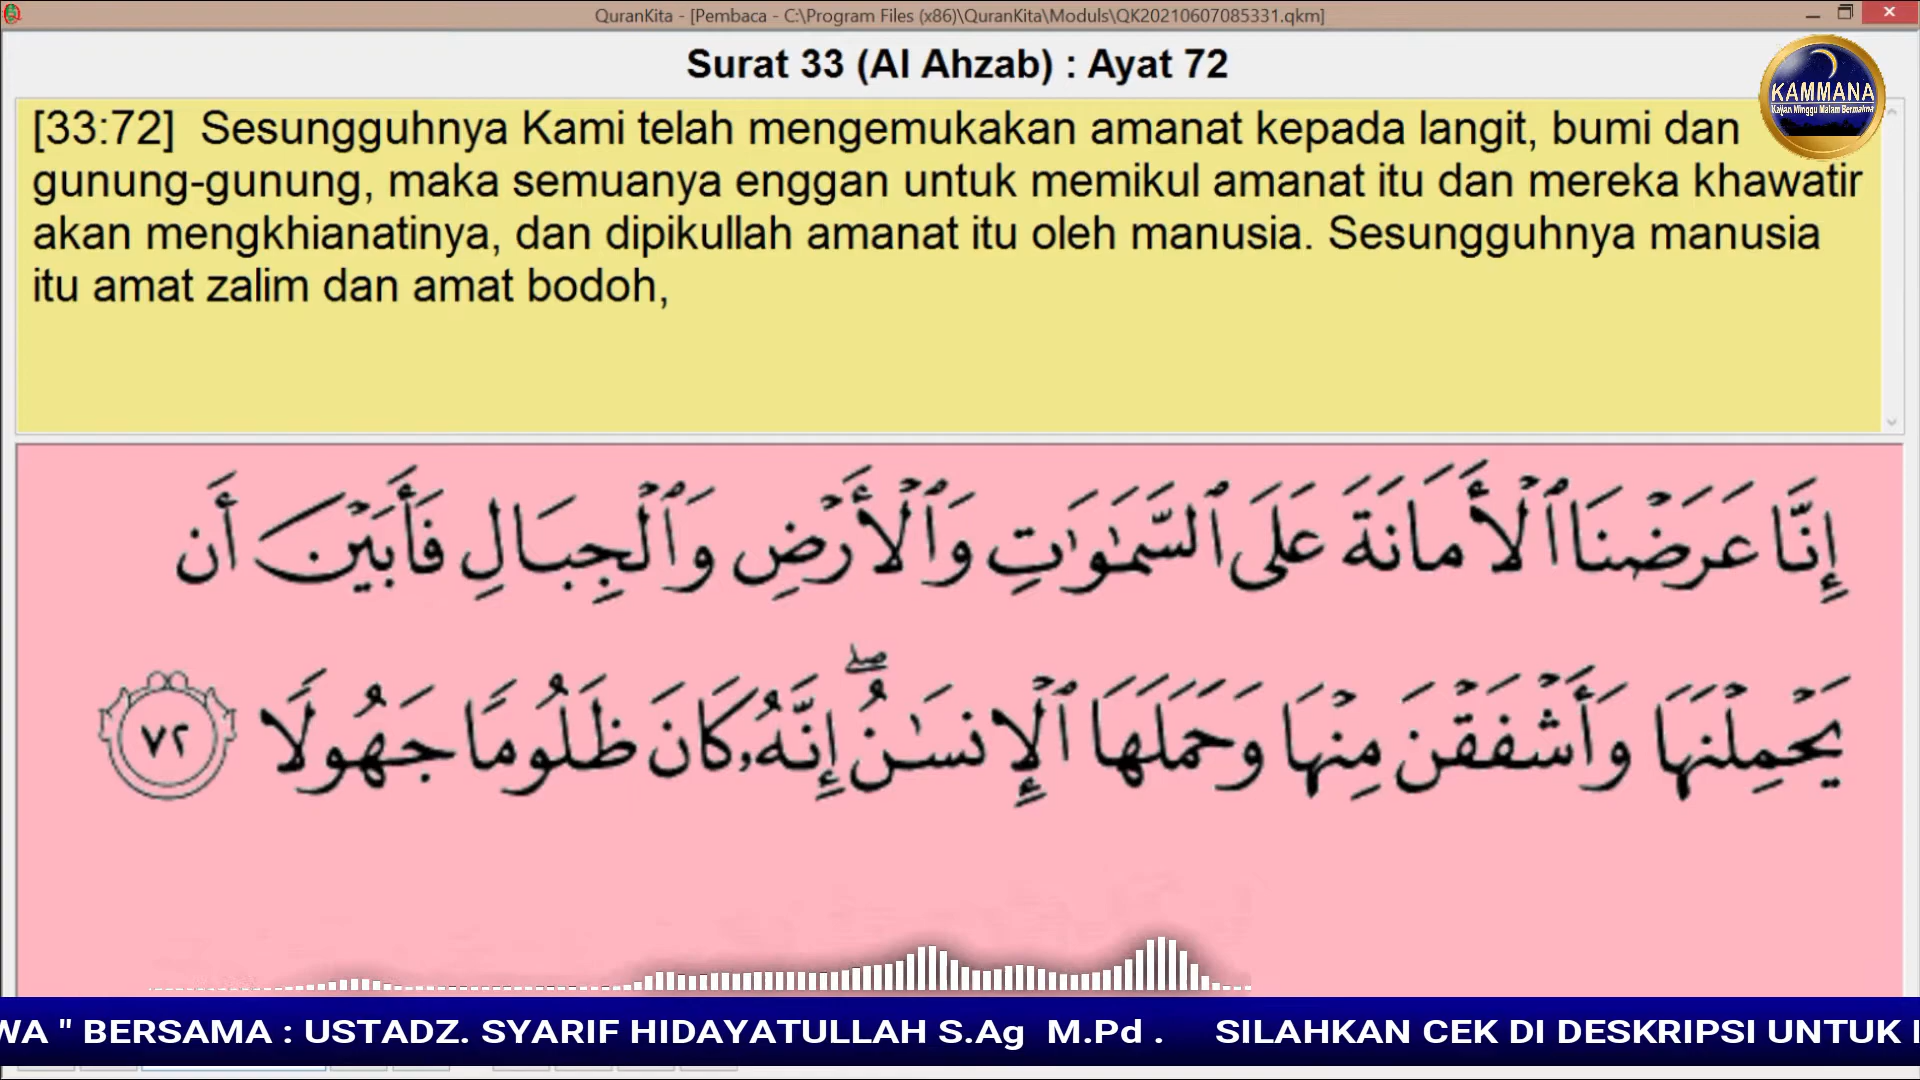 QuranKita - [Pembaca - C:\Program Files (x86)\QuranKita\Moduls\QK20210607085331.qkm]
Surat 33 (Al Ahzab) : Ayat 72
KAMMANA
Kajian Minggu Malam Bermakna
[33:72] Sesungguhnya Kami telah mengemukakan amanat kepada langit, bumi dan
gunung-gunung, maka semuanya enggan untuk memikul amanat itu dan mereka khawatir
akan mengkhianatinya, dan dipikullah amanat itu oleh manusia. Sesungguhnya manusia
itu amat zalim dan amat bodoh,
إِنَّا عَرَضْنَا ٱلْأَمَانَةَ عَلَى ٱلسَّمَٰوَٰتِ وَٱلْأَرْضِ وَٱلْجِبَالِ فَأَبَيْنَ أَن
يَحْمِلْنَهَا وَأَشْفَقْنَ مِنْهَا وَحَمَلَهَا ٱلْإِنسَٰنُ ۖ إِنَّهُۥ كَانَ ظَلُومًا جَهُولًا ٧٢
WA " BERSAMA : USTADZ. SYARIF HIDAYATULLAH S.Ag M.Pd . SILAHKAN CEK DI DESKRIPSI UNTUK